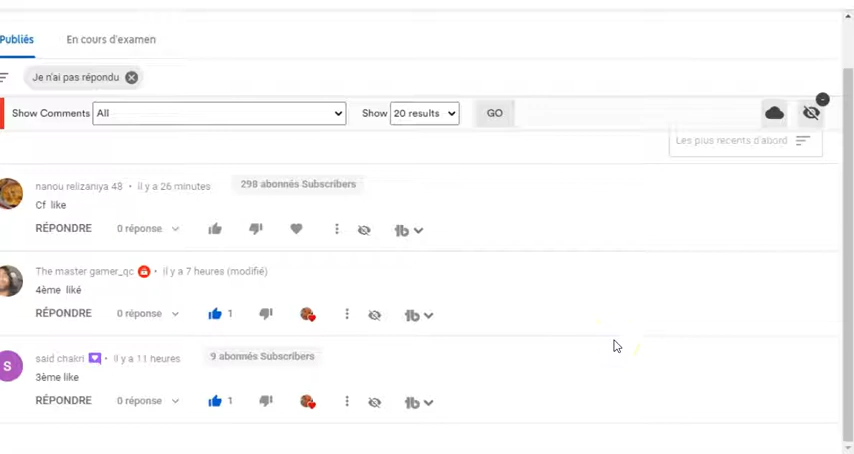 Publiés En cours d'examen
Je n'ai pas répondu
Show Comments All Show 20 results GO
Les plus récents d'abord
nanou relizaniya 48 • il y a 26 minutes 298 abonnés Subscribers
Cf like
RÉPONDRE 0 réponse
The master gamer_qc • il y a 7 heures (modifié)
4ème liké
RÉPONDRE 0 réponse 1
S said chakri • il y a 11 heures 9 abonnés Subscribers
3ème like
RÉPONDRE 0 réponse 1